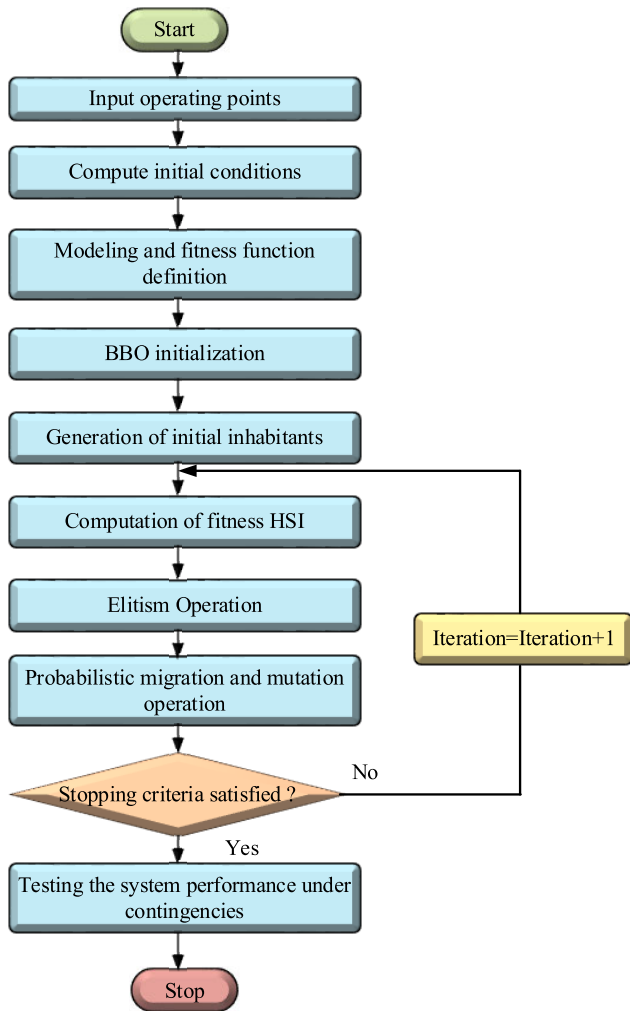 Start
Input operating points
Compute initial conditions
Modeling and fitness function
definition
BBO initialization
Generation of initial inhabitants
Computation of fitness HSI
Elitism Operation
Iteration=Iteration+1
Probabilistic migration and mutation
operation
No
Stopping criteria satisfied ?
Yes
Testing the system performance under
contingencies
Stop